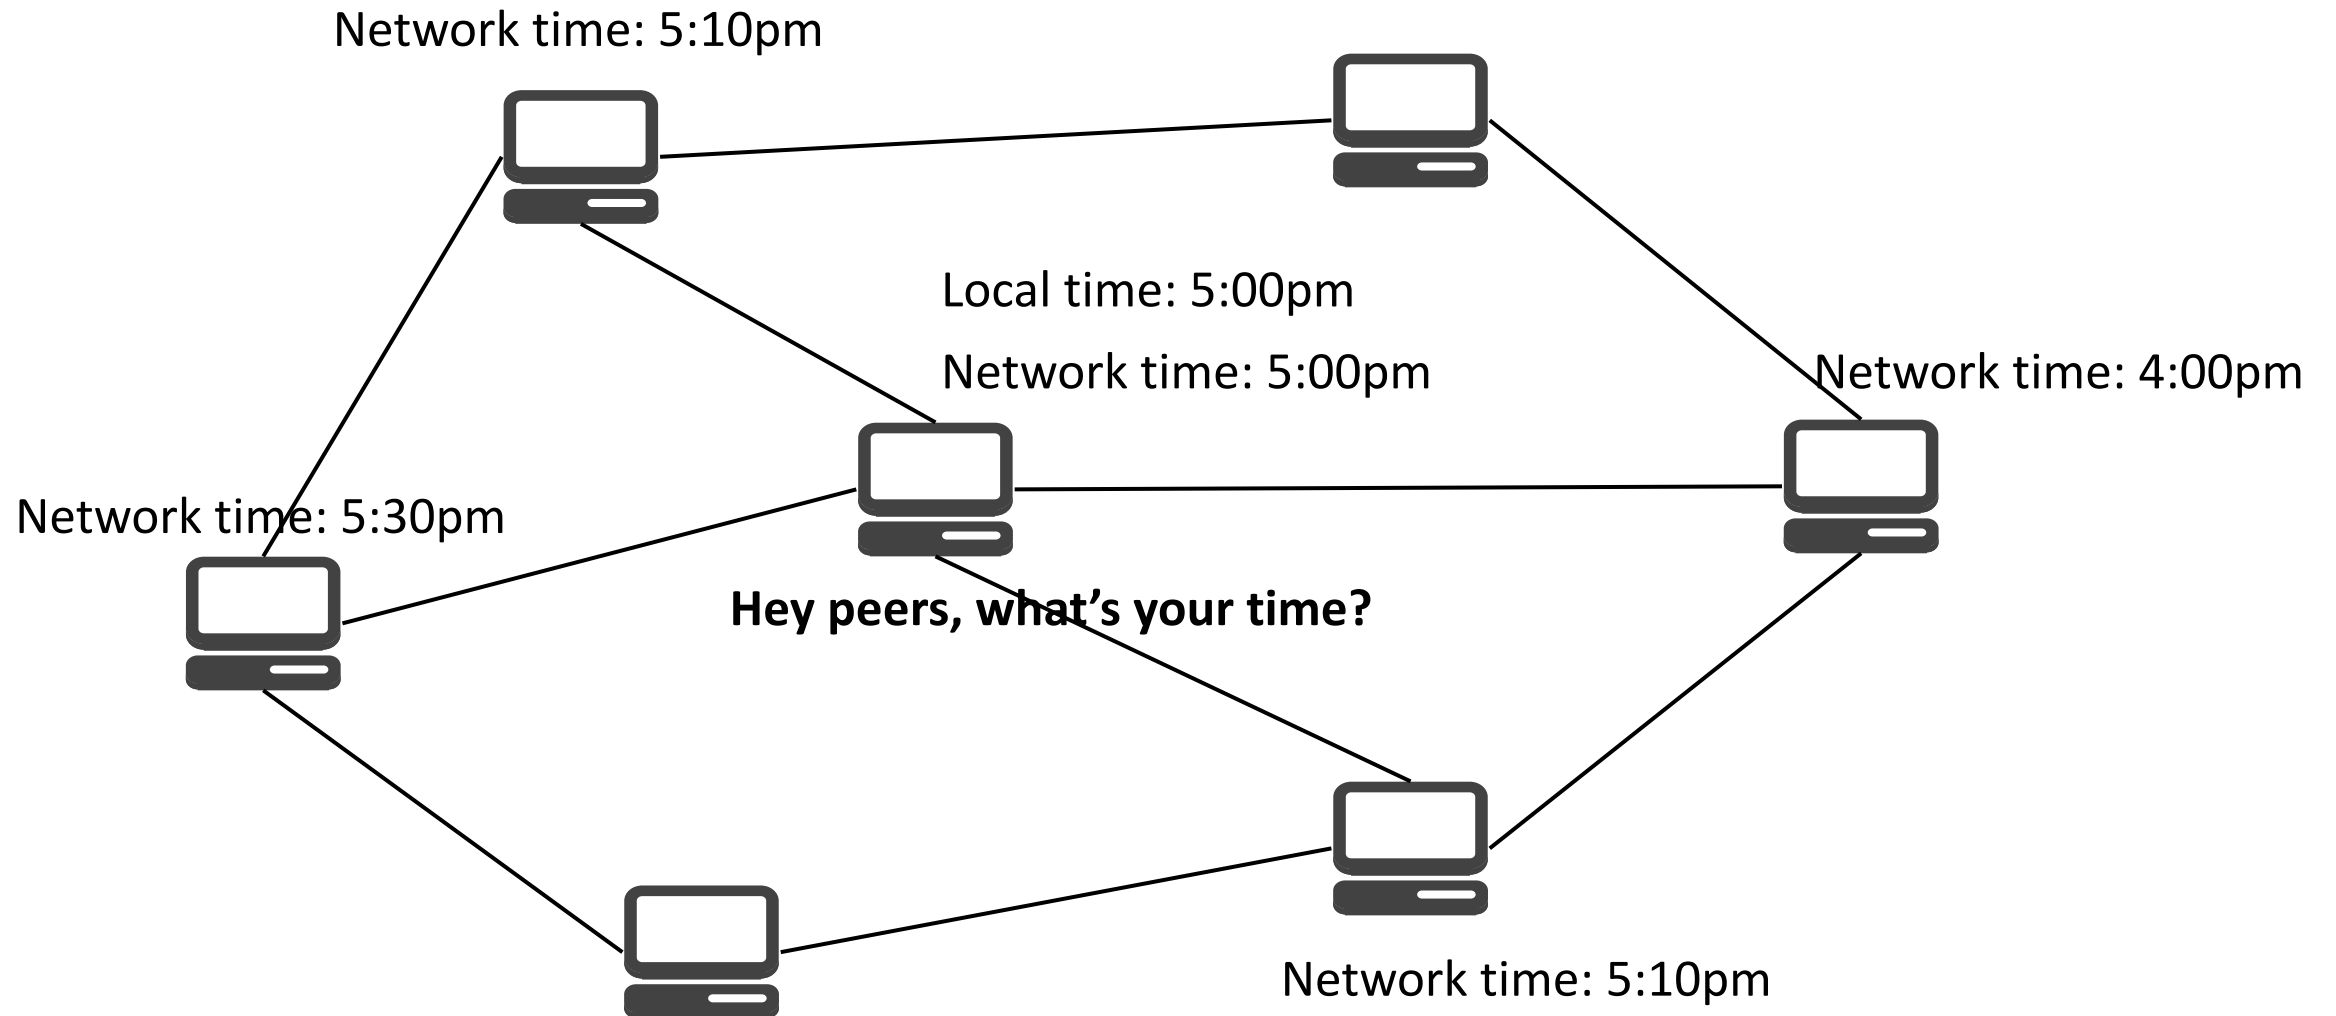 Network time: 5:10pm
Local time: 5:00pm
Network time: 5:00pm
Network time: 4:00pm
Network time: 5:30pm
Hey peers, what’s your time?
Network time: 5:10pm